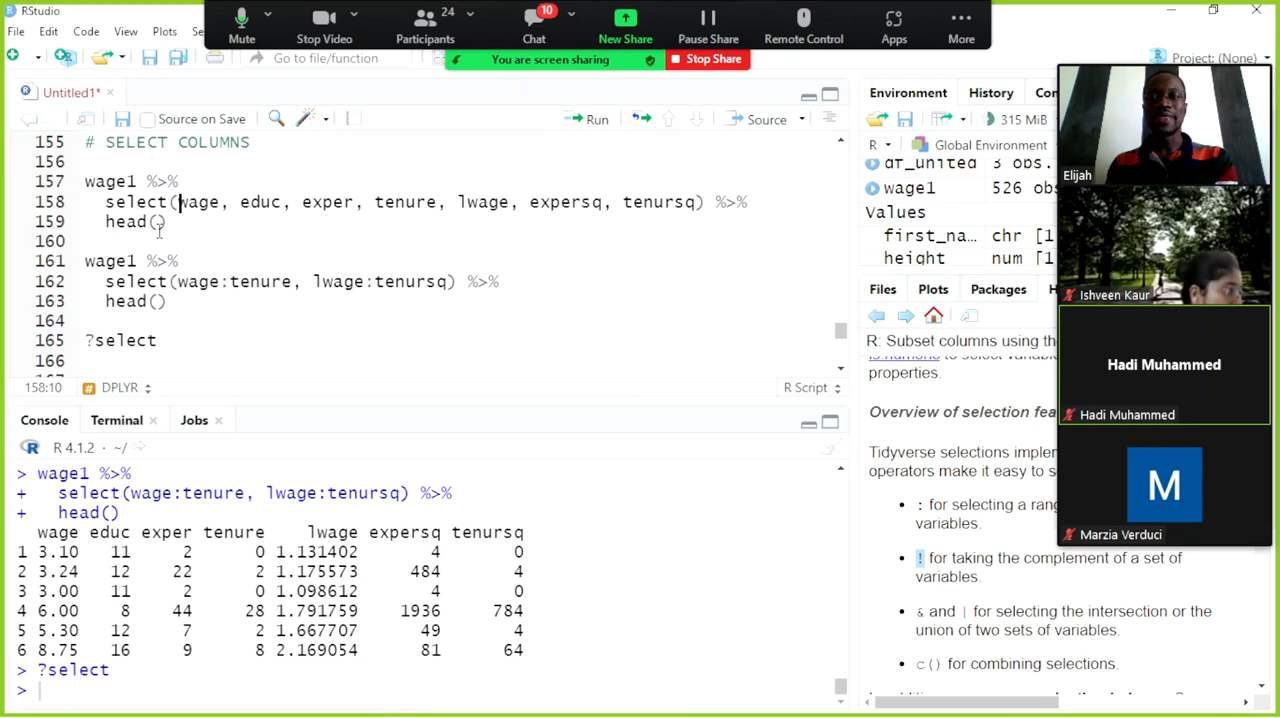 RStudio
File Edit Code View Plots
Mute
Stop Video
24
Participants
10
Chat
New Share
Pause Share
Remote Control
Apps
More
You are screen sharing
Stop Share
Go to file/function
Project: (None)
Untitled1*
Source on Save
Run
Source
155 # SELECT COLUMNS
156
157 wage1 %>%
158 select(wage, educ, exper, tenure, lwage, expersq, tenursq) %>%
159 head()
160
161 wage1 %>%
162 select(wage:tenure, lwage:tenursq) %>%
163 head()
164
165 ?select
166
158:10 # DPLYR
R Script
Console Terminal Jobs
R 4.1.2 · ~/
> wage1 %>%
+ select(wage:tenure, lwage:tenursq) %>%
+ head()
wage educ exper tenure lwage expersq tenursq
1 3.10 11 2 0 1.131402 4 0
2 3.24 12 22 2 1.175573 484 4
3 3.00 11 2 0 1.098612 4 0
4 6.00 8 44 28 1.791759 1936 784
5 5.30 12 7 2 1.667707 49 4
6 8.75 16 9 8 2.169054 81 64
> ?select
>
Environment History
315 MiB
R Global Environment
df_united 3 obs.
wage1 526 obs
Values
first_na… chr [1
height num [1
Files Plots Packages
R: Subset columns using the
to select variab
properties.
Overview of selection fea
Tidyverse selections implem
operators make it easy to s
: for selecting a ran
variables.
! for taking the complement of a set of
variables.
& and | for selecting the intersection or the
union of two sets of variables.
c() for combining selections.
Elijah
Ishveen Kaur
Hadi Muhammed
Hadi Muhammed
M
Marzia Verduci